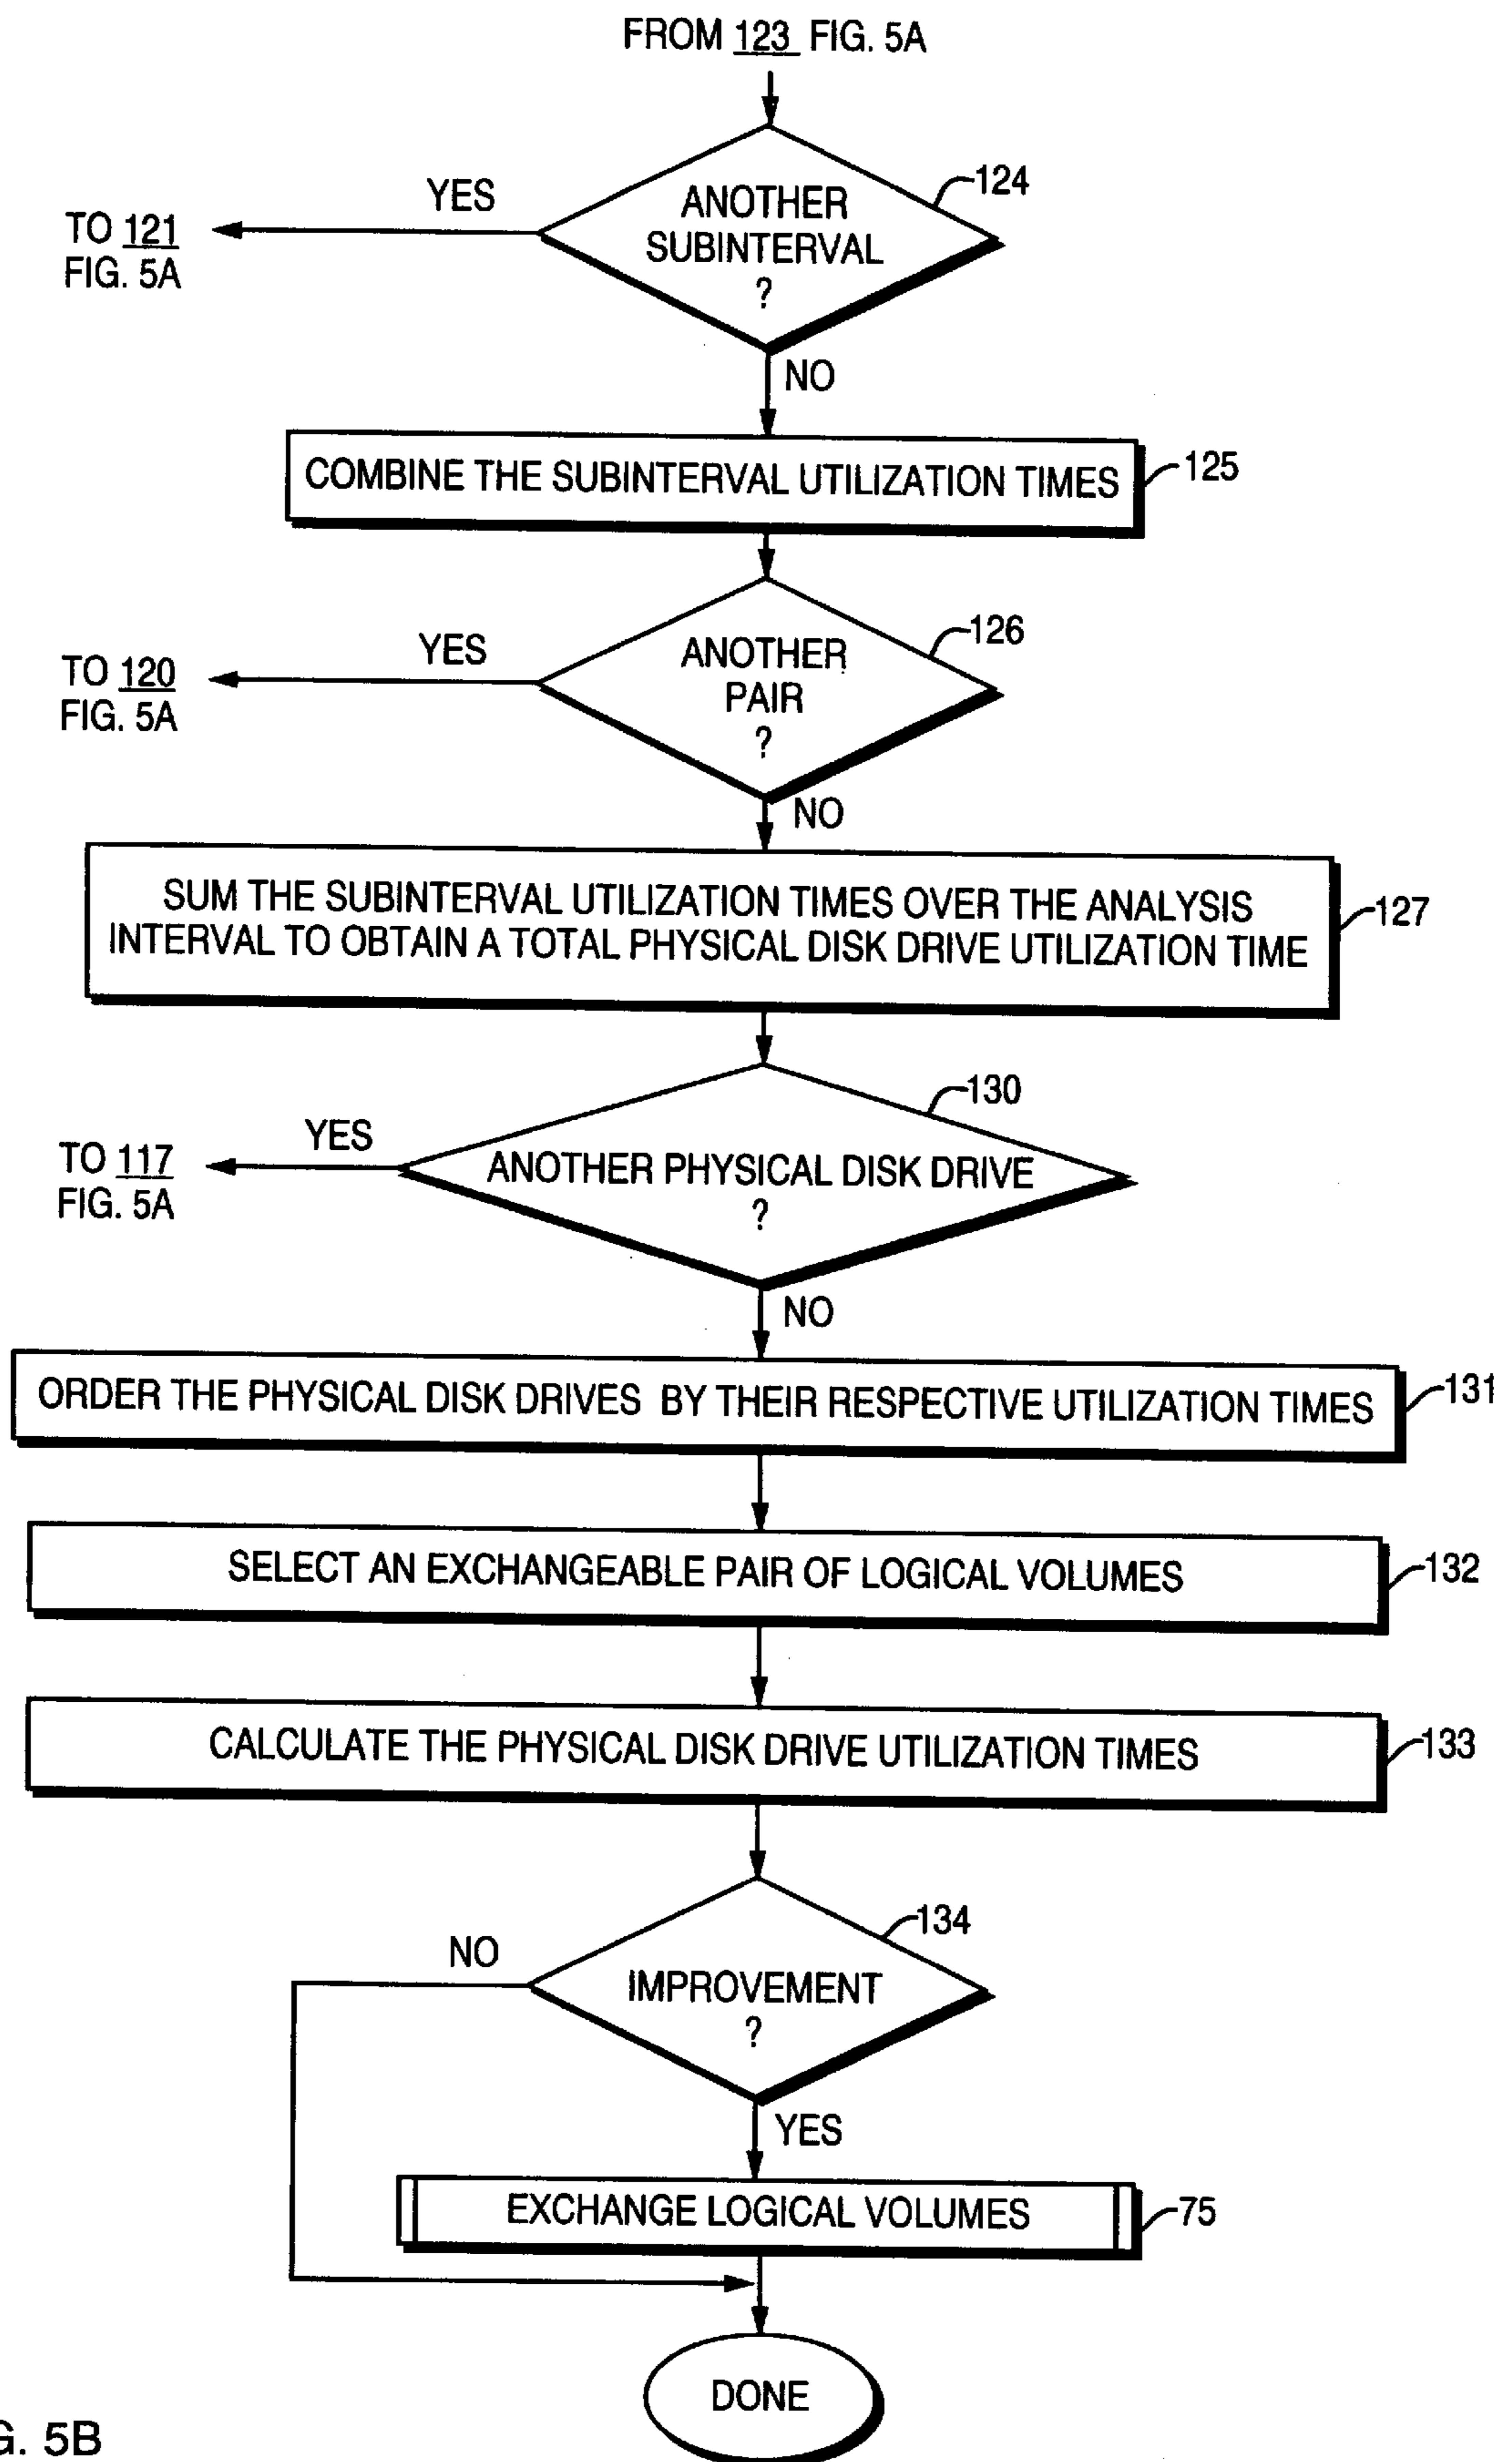 FROM 123 FIG. 5A
124
YES
ANOTHER
SUBINTERVAL
?
TO 121
FIG. 5A
NO
COMBINE THE SUBINTERVAL UTILIZATION TIMES
125
126
YES
ANOTHER
PAIR
?
TO 120
FIG. 5A
NO
SUM THE SUBINTERVAL UTILIZATION TIMES OVER THE ANALYSIS
INTERVAL TO OBTAIN A TOTAL PHYSICAL DISK DRIVE UTILIZATION TIME
127
130
YES
TO 117
FIG. 5A
ANOTHER PHYSICAL DISK DRIVE
?
NO
ORDER THE PHYSICAL DISK DRIVES BY THEIR RESPECTIVE UTILIZATION TIMES
131
SELECT AN EXCHANGEABLE PAIR OF LOGICAL VOLUMES
132
CALCULATE THE PHYSICAL DISK DRIVE UTILIZATION TIMES
133
134
NO
IMPROVEMENT
?
YES
EXCHANGE LOGICAL VOLUMES
75
DONE
G. 5B